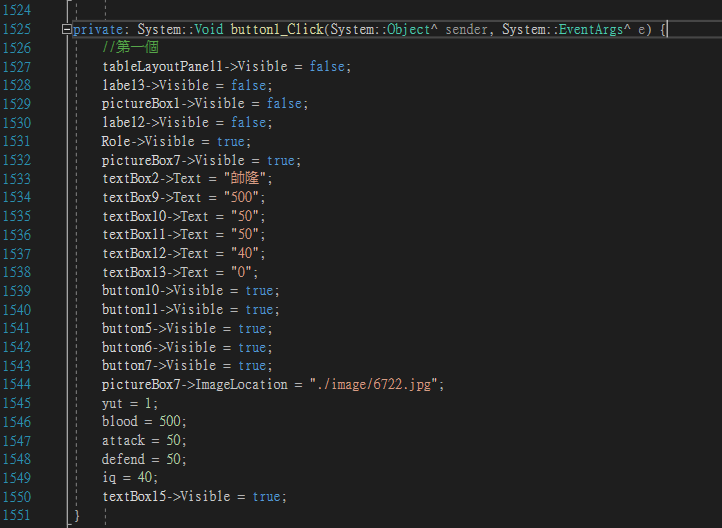 1524
1525 private: System::Void button1_Click(System::Object^ sender, System::EventArgs^ e) {
1526 //第一個
1527 tableLayoutPanel1->Visible = false;
1528 label3->Visible = false;
1529 pictureBox1->Visible = false;
1530 label2->Visible = false;
1531 Role->Visible = true;
1532 pictureBox7->Visible = true;
1533 textBox2->Text = "帥隆";
1534 textBox9->Text = "500";
1535 textBox10->Text = "50";
1536 textBox11->Text = "50";
1537 textBox12->Text = "40";
1538 textBox13->Text = "0";
1539 button10->Visible = true;
1540 button11->Visible = true;
1541 button5->Visible = true;
1542 button6->Visible = true;
1543 button7->Visible = true;
1544 pictureBox7->ImageLocation = "./image/6722.jpg";
1545 yut = 1;
1546 blood = 500;
1547 attack = 50;
1548 defend = 50;
1549 iq = 40;
1550 textBox15->Visible = true;
1551 }